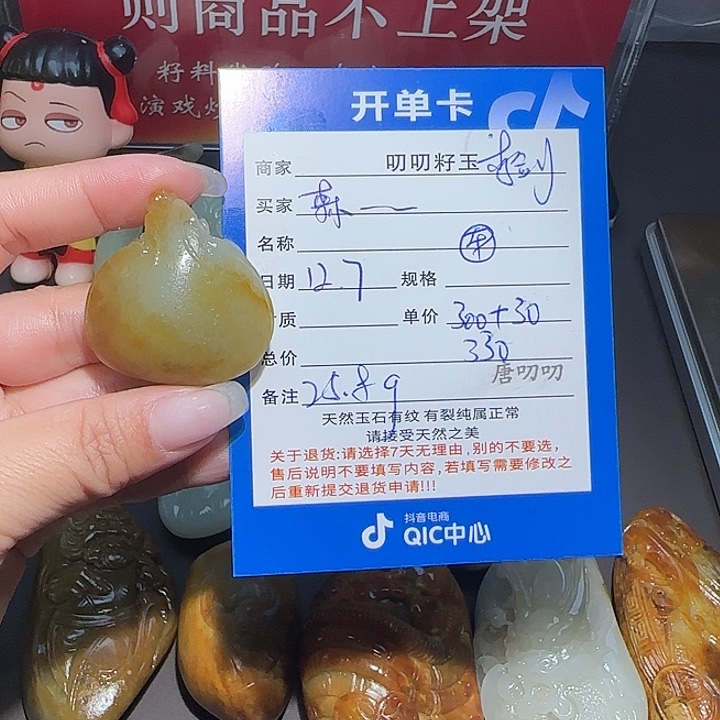 则商品不上架
籽料
演戏炒
开单卡
商家 叨叨籽玉
买家
名称
日期 12.7 规格
质 单价 300+30
总价 330
唐叨叨
备注 25.8g
天然玉石有纹 有裂纯属正常
请接受天然之美
关于退货:请选择7天无理由,别的不要选,
售后说明不要填写内容,若填写需要修改之
后重新提交退货申请!!!
抖音电商
QIC中心